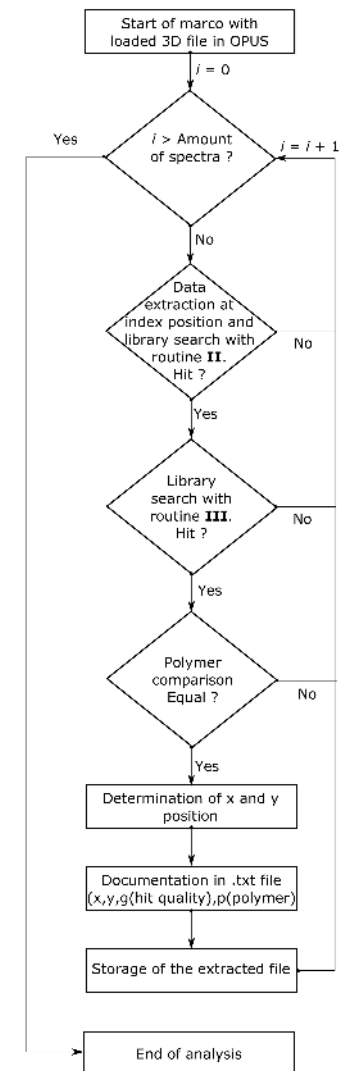 Start of marco with
loaded 3D file in OPUS
i = 0
Yes
i > Amount
of spectra ?
i = i + 1
No
Data
extraction at
index position and
library search with
routine II.
Hit ?
No
Yes
Library
search with
routine III.
Hit ?
No
Yes
Polymer
comparison
Equal ?
No
Yes
Determination of x and y
position
Documentation in .txt file
(x,y,g(hit quality),p(polymer)
Storage of the extracted file
End of analysis